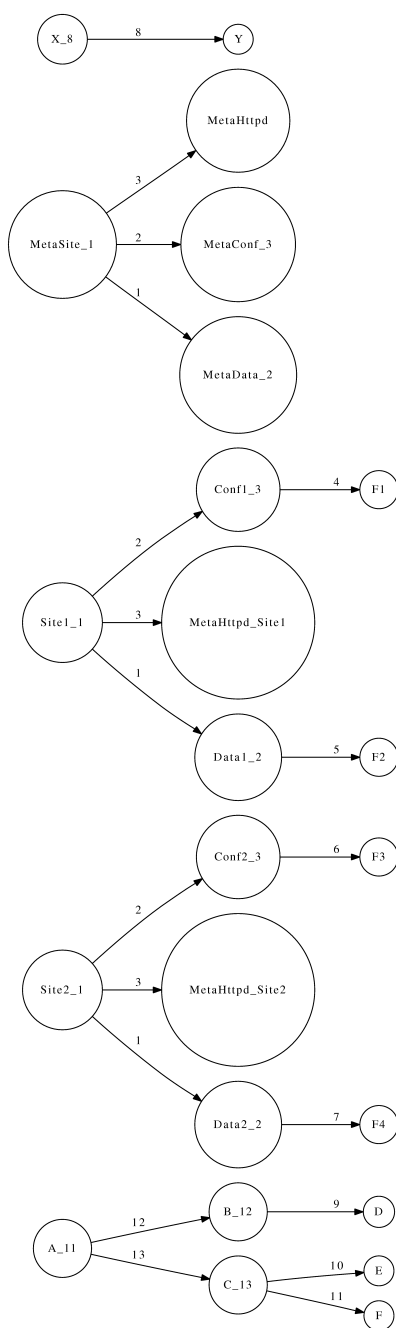 X_8
8
Y
MetaHttpd
3
MetaSite_1
2
MetaConf_3
1
MetaData_2
Conf1_3
4
F1
2
Site1_1
3
MetaHttpd_Site1
1
Data1_2
5
F2
Conf2_3
6
F3
2
Site2_1
3
MetaHttpd_Site2
1
Data2_2
7
F4
B_12
9
D
12
A_11
13
C_13
10
E
11
F